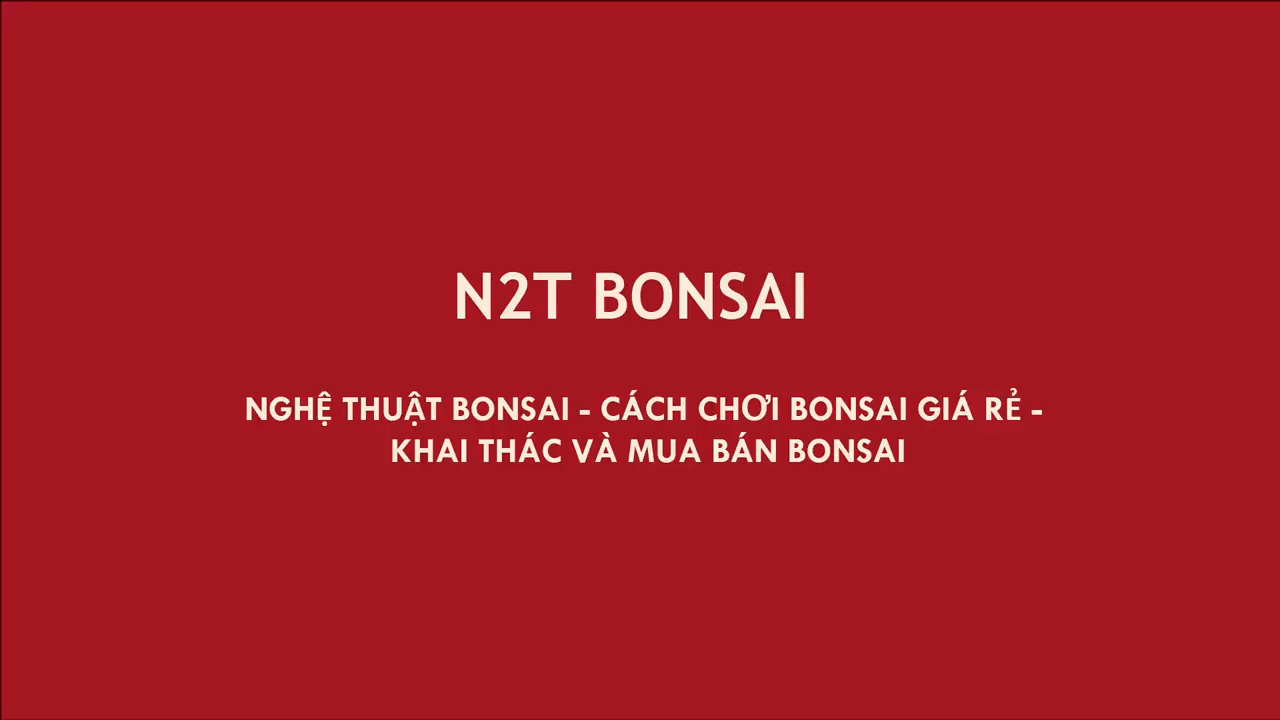 N2T BONSAI
NGHỆ THUẬT BONSAI - CÁCH CHƠI BONSAI GIÁ RẺ -
KHAI THÁC VÀ MUA BÁN BONSAI